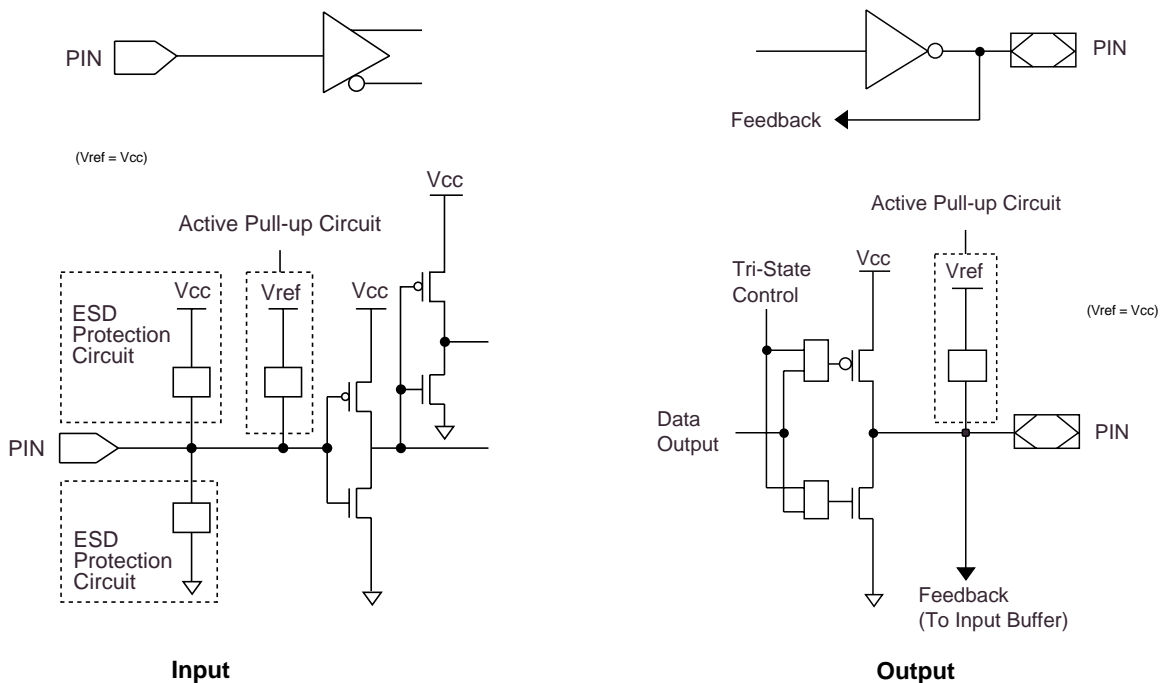 PIN
PIN
Feedback
(Vref = Vcc)
Vcc
Active Pull-up Circuit
Active Pull-up Circuit
Vcc
Vref
Tri-State
Control
ESD
Protection
Circuit
Vcc
Vref
Vcc
(Vref = Vcc)
PIN
Data
Output
PIN
ESD
Protection
Circuit
Feedback
(To Input Buffer)
Input
Output